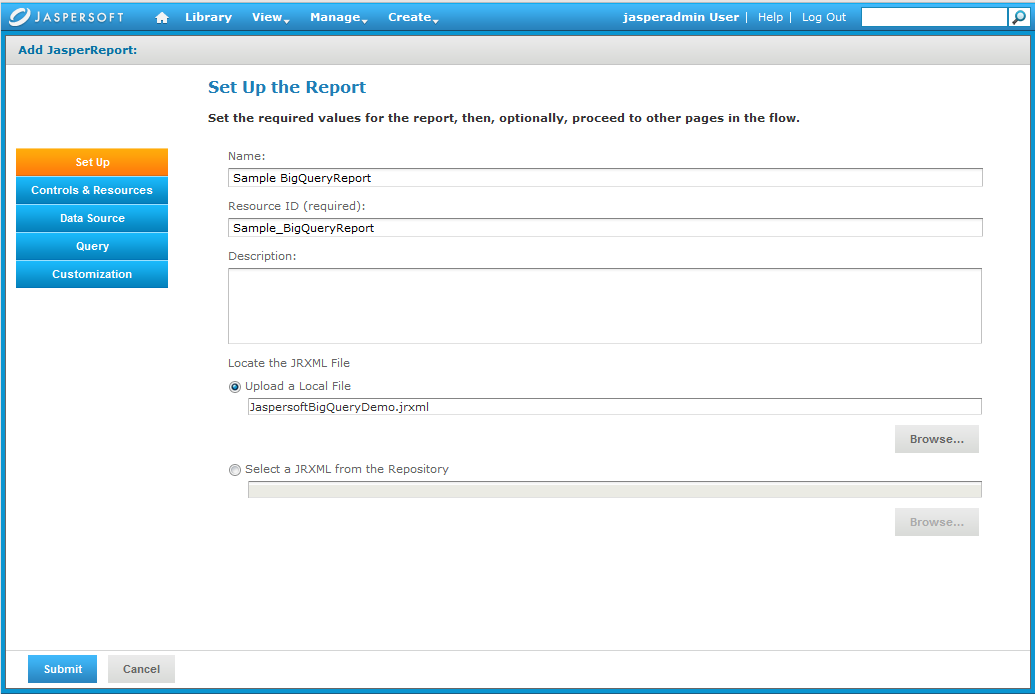 JASPERSOFT Library View Manage Create jasperadmin User | Help | Log Out
Add JasperReport:
Set Up the Report
Set the required values for the report, then, optionally, proceed to other pages in the flow.
Set Up
Controls & Resources
Data Source
Query
Customization
Name:
Sample BigQueryReport
Resource ID (required):
Sample_BigQueryReport
Description:
Locate the JRXML File
Upload a Local File
JaspersoftBigQueryDemo.jrxml
Browse...
Select a JRXML from the Repository
Browse...
Submit Cancel